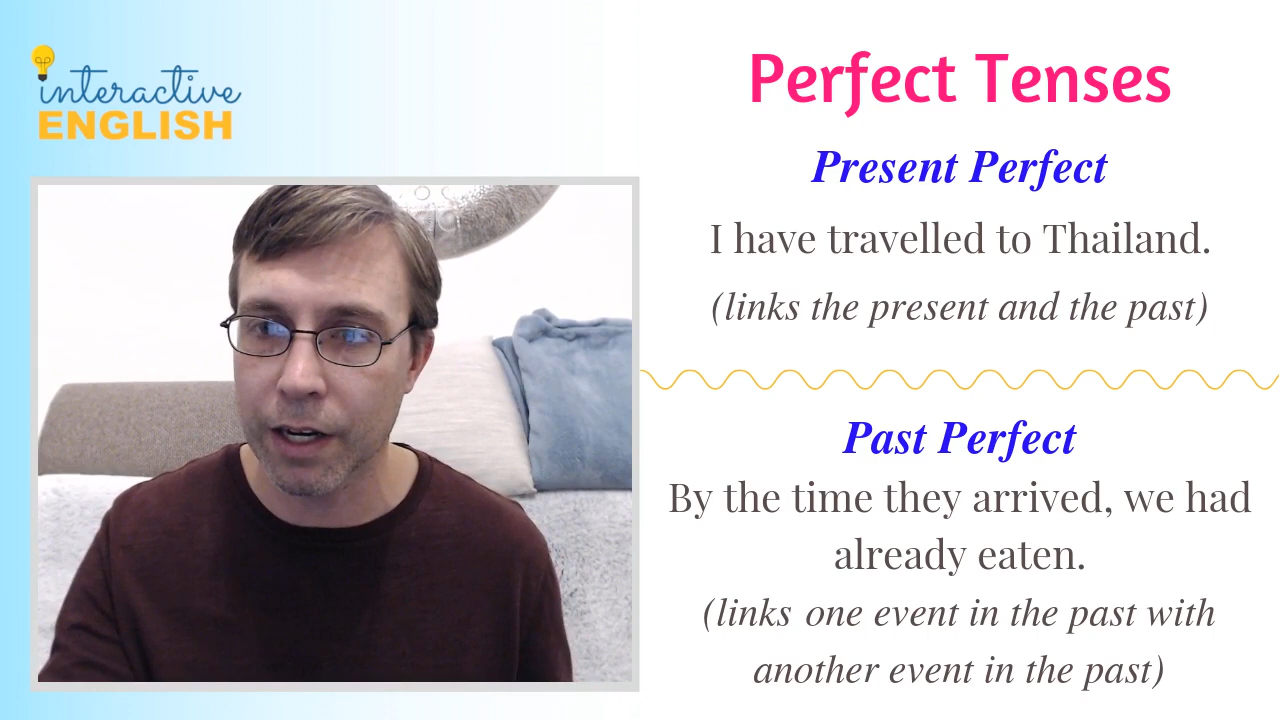 interactive
ENGLISH
Perfect Tenses
Present Perfect
I have travelled to Thailand.
(links the present and the past)
Past Perfect
By the time they arrived, we had
already eaten.
(links one event in the past with
another event in the past)